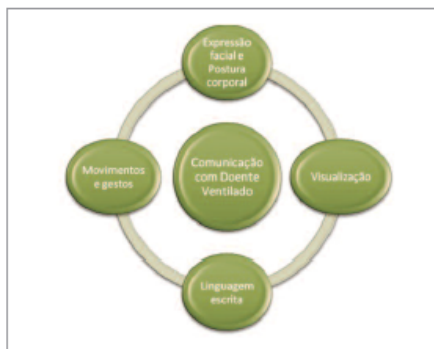 Expressão
facial e
Postura
corporal
Movimentos
e gestos
Comunicação
com Doente
Ventilado
Visualização
Linguagem
escrita